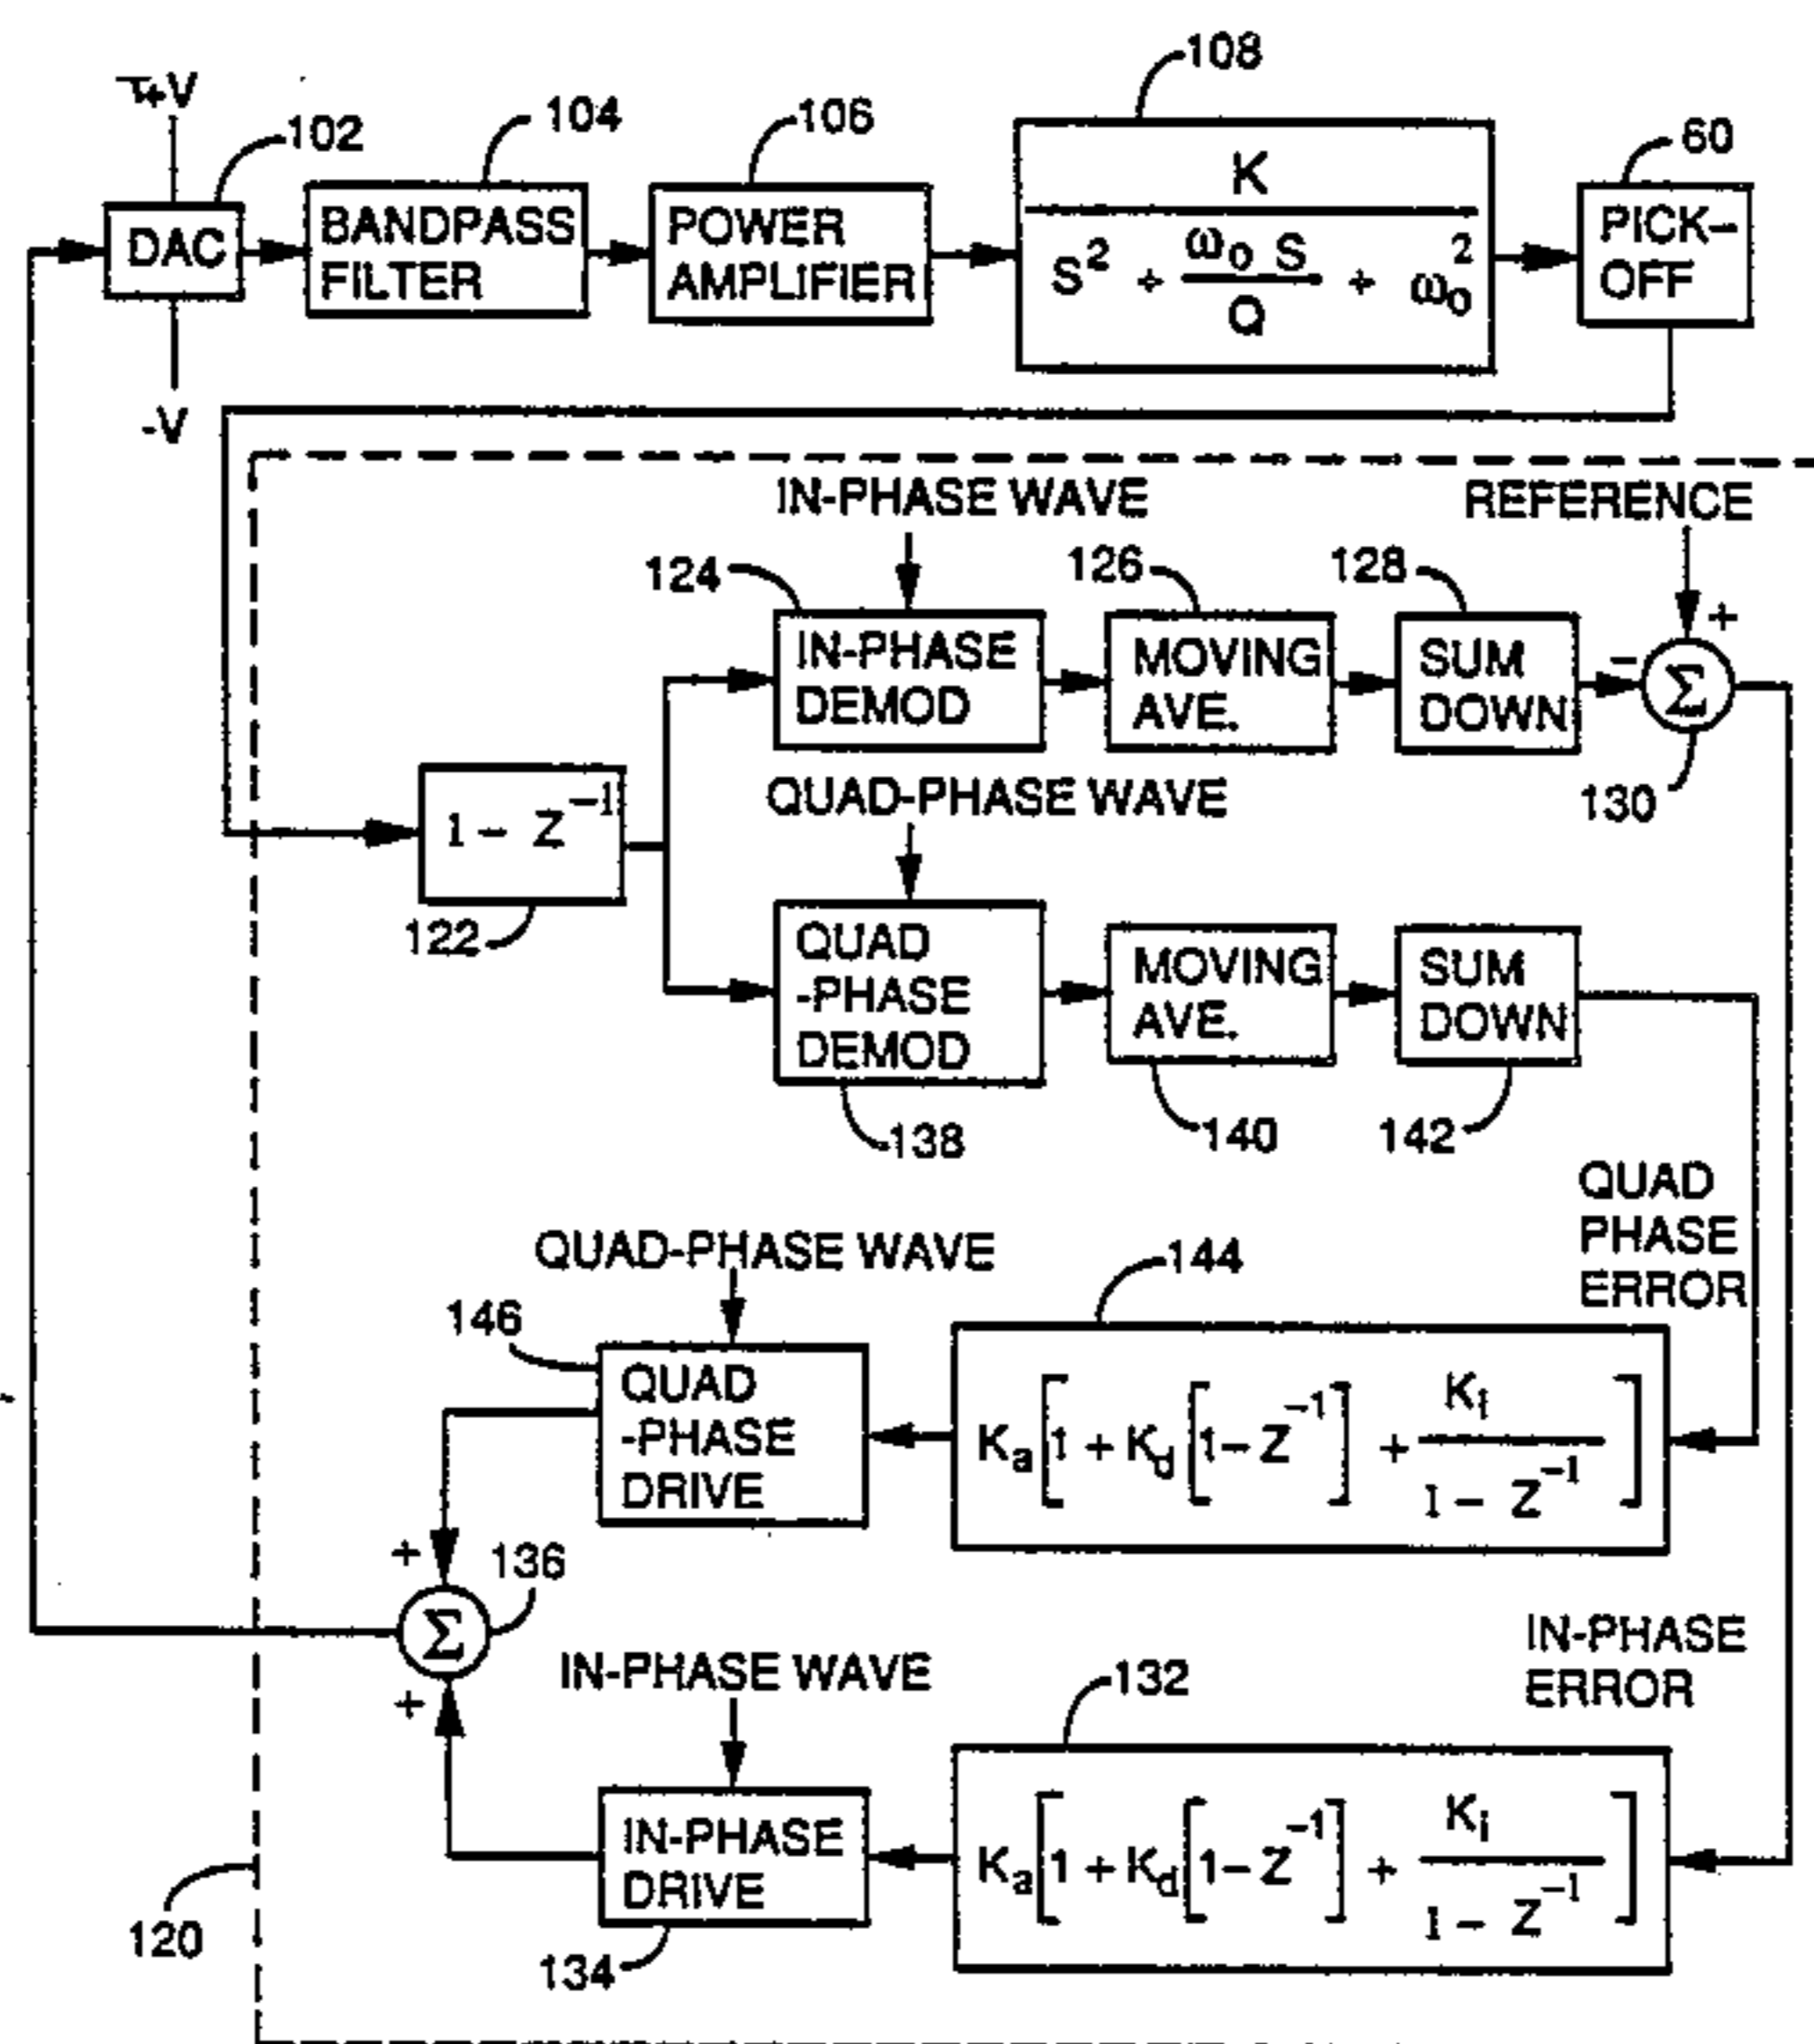 108
+V
102
104
106
60
DAC
BANDPASS
FILTER
POWER
AMPLIFIER
K
S² + ω₀ S / Q + ω₀²
PICK-
OFF
-V
IN-PHASE WAVE
REFERENCE
124
126
128
+
IN-PHASE
DEMOD
MOVING
AVE.
SUM
DOWN
-
Σ
130
QUAD-PHASE WAVE
1 - Z⁻¹
122
QUAD
-PHASE
DEMOD
MOVING
AVE.
SUM
DOWN
138
140
142
QUAD
PHASE
ERROR
QUAD-PHASE WAVE
144
146
QUAD
-PHASE
DRIVE
Kₐ[1 + K_d[1 - Z⁻¹] + K_i / 1 - Z⁻¹]
+
136
Σ
+
IN-PHASE WAVE
IN-PHASE
ERROR
132
IN-PHASE
DRIVE
Kₐ[1 + K_d[1 - Z⁻¹] + K_i / 1 - Z⁻¹]
120
134